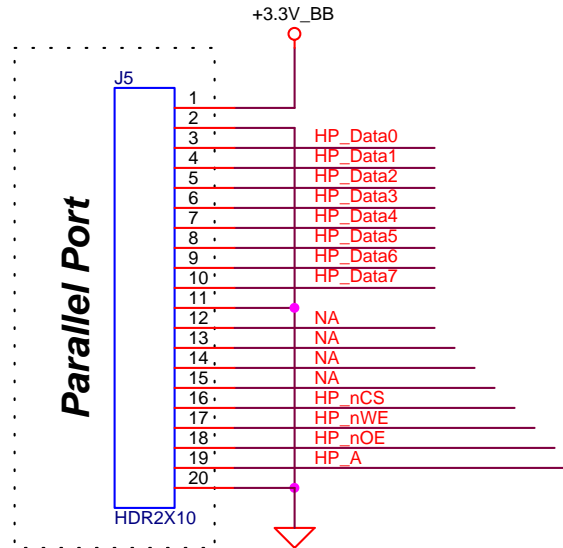 +3.3V_BB
J5
1
2
3 HP_Data0
4 HP_Data1
5 HP_Data2
6 HP_Data3
7 HP_Data4
8 HP_Data5
9 HP_Data6
10 HP_Data7
11
12 NA
13 NA
14 NA
15 NA
16 HP_nCS
17 HP_nWE
18 HP_nOE
19 HP_A
20
HDR2X10
Parallel Port